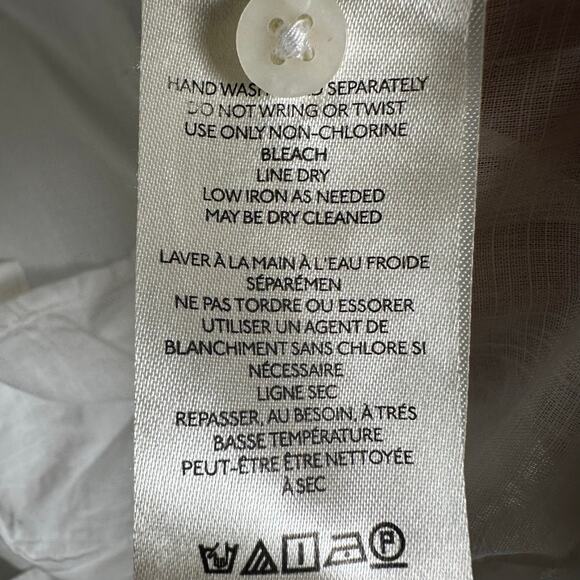 HAND WASH SEPARATELY
DO NOT WRING OR TWIST
USE ONLY NON-CHLORINE
BLEACH
LINE DRY
LOW IRON AS NEEDED
MAY BE DRY CLEANED
LAVER À LA MAIN À L'EAU FROIDE
SÉPARÉMEN
NE PAS TORDRE OU ESSORER
UTILISER UN AGENT DE
BLANCHIMENT SANS CHLORE SI
NÉCESSAIRE
LIGNE SEC
REPASSER, AU BESOIN, À TRÉS
BASSE TEMPÉRATURE
PEUT-ÊTRE ÊTRE NETTOYÉE
À SEC
P